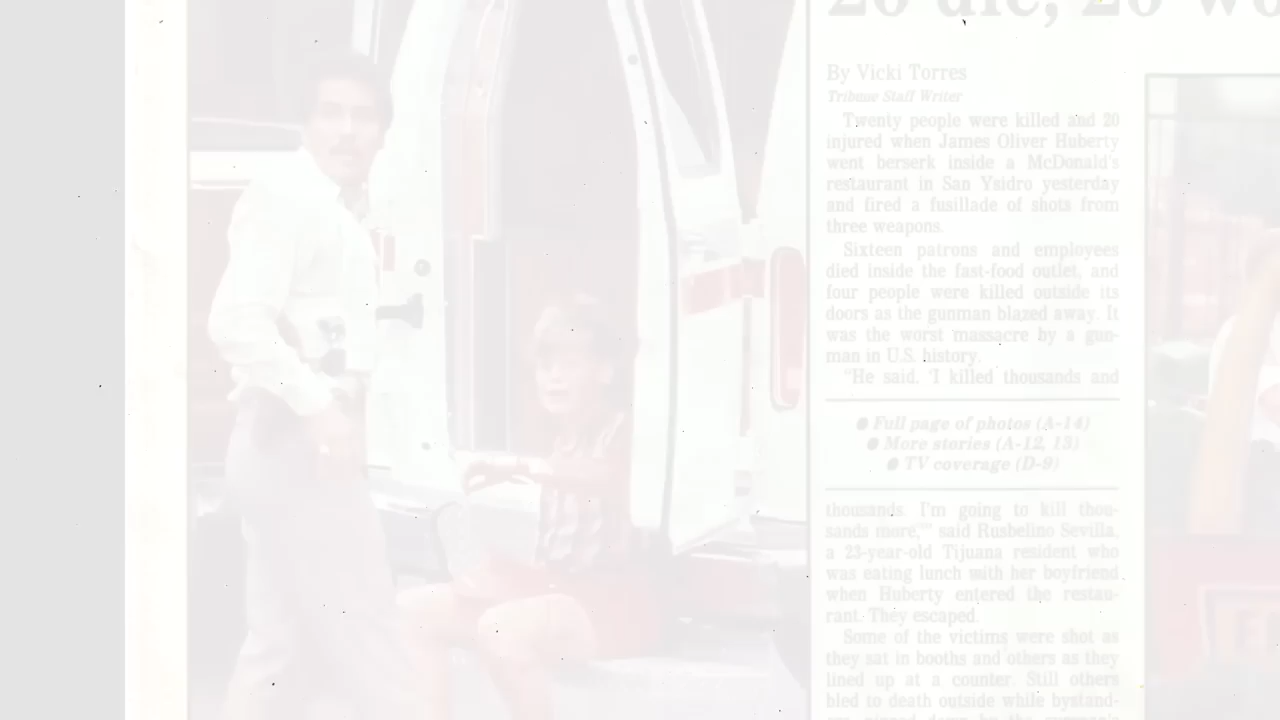 20 die, 20 wo
By Vicki Torres
Tribune Staff Writer
Twenty people were killed and 20
injured when James Oliver Huberty
went berserk inside a McDonald's
restaurant in San Ysidro yesterday
and fired a fusillade of shots from
three weapons.
Sixteen patrons and employees
died inside the fast-food outlet, and
four people were killed outside its
doors as the gunman blazed away. It
was the worst massacre by a gun-
man in U.S. history.
"He said. 'I killed thousands and
● Full page of photos (A-14)
● More stories (A-12, 13)
● TV coverage (D-9)
thousands. I'm going to kill thou-
sands more,'" said Rusbelino Sevilla,
a 23-year-old Tijuana resident who
was eating lunch with her boyfriend
when Huberty entered the restau-
rant. They escaped.
Some of the victims were shot as
they sat in booths and others as they
lined up at a counter. Still others
bled to death outside while bystand-